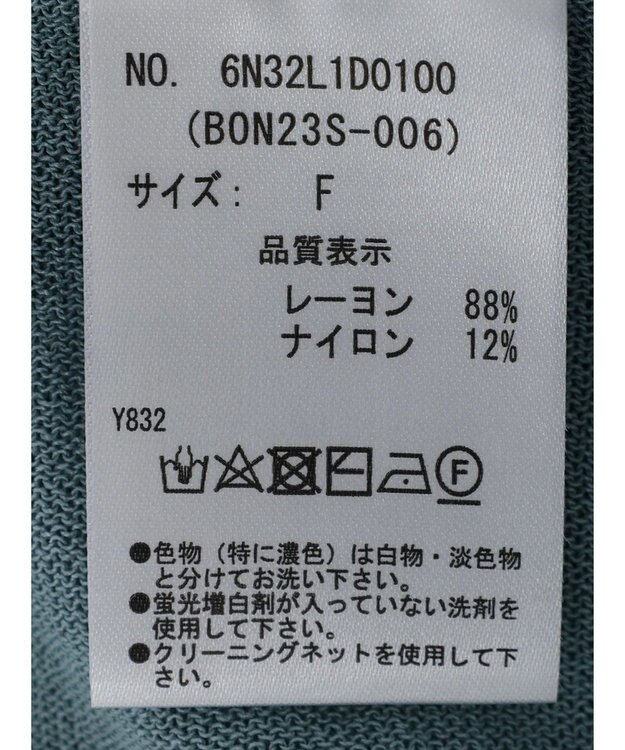 NO. 6N32L1D0100
(BON23S-006)
サイズ： F
品質表示
レーヨン 88%
ナイロン 12%
Y832
F
●色物（特に濃色）は白物・淡色物
と分けてお洗い下さい。
●蛍光増白剤が入っていない洗剤を
使用して下さい。
●クリーニングネットを使用して下
さい。